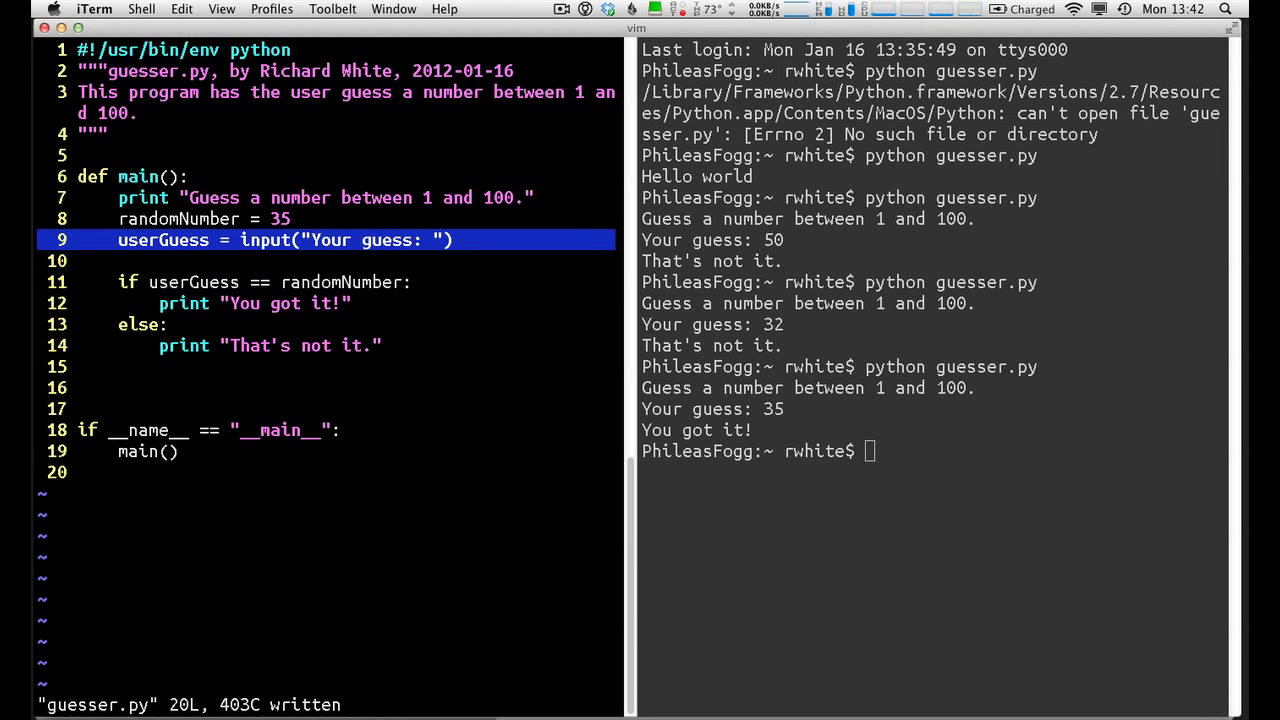 iTerm Shell Edit View Profiles Toolbelt Window Help 73° 0.0KB/s 0.0KB/s Charged Mon 13:42
vim
1 #!/usr/bin/env python
2 """guesser.py, by Richard White, 2012-01-16
3 This program has the user guess a number between 1 an
d 100.
4 """
5
6 def main():
7     print "Guess a number between 1 and 100."
8     randomNumber = 35
9     userGuess = input("Your guess: ")
10
11     if userGuess == randomNumber:
12         print "You got it!"
13     else:
14         print "That's not it."
15
16
17
18 if __name__ == "__main__":
19     main()
20
~
~
~
~
~
~
~
~
~
~
"guesser.py" 20L, 403C written
Last login: Mon Jan 16 13:35:49 on ttys000
PhileasFogg:~ rwhite$ python guesser.py
/Library/Frameworks/Python.framework/Versions/2.7/Resourc
es/Python.app/Contents/MacOS/Python: can't open file 'gue
sser.py': [Errno 2] No such file or directory
PhileasFogg:~ rwhite$ python guesser.py
Hello world
PhileasFogg:~ rwhite$ python guesser.py
Guess a number between 1 and 100.
Your guess: 50
That's not it.
PhileasFogg:~ rwhite$ python guesser.py
Guess a number between 1 and 100.
Your guess: 32
That's not it.
PhileasFogg:~ rwhite$ python guesser.py
Guess a number between 1 and 100.
Your guess: 35
You got it!
PhileasFogg:~ rwhite$